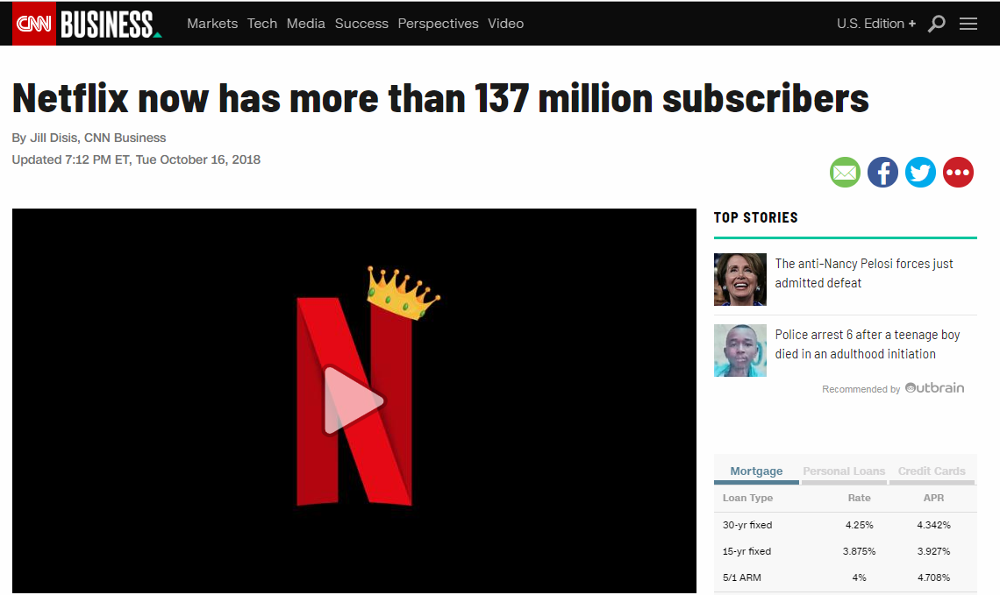 CNN BUSINESS Markets Tech Media Success Perspectives Video U.S. Edition +
Netflix now has more than 137 million subscribers
By Jill Disis, CNN Business
Updated 7:12 PM ET, Tue October 16, 2018
TOP STORIES
The anti-Nancy Pelosi forces just
admitted defeat
Police arrest 6 after a teenage boy
died in an adulthood initiation
Recommended by Outbrain
Mortgage Personal Loans Credit Cards
Loan Type Rate APR
30-yr fixed 4.25% 4.342%
15-yr fixed 3.875% 3.927%
5/1 ARM 4% 4.708%